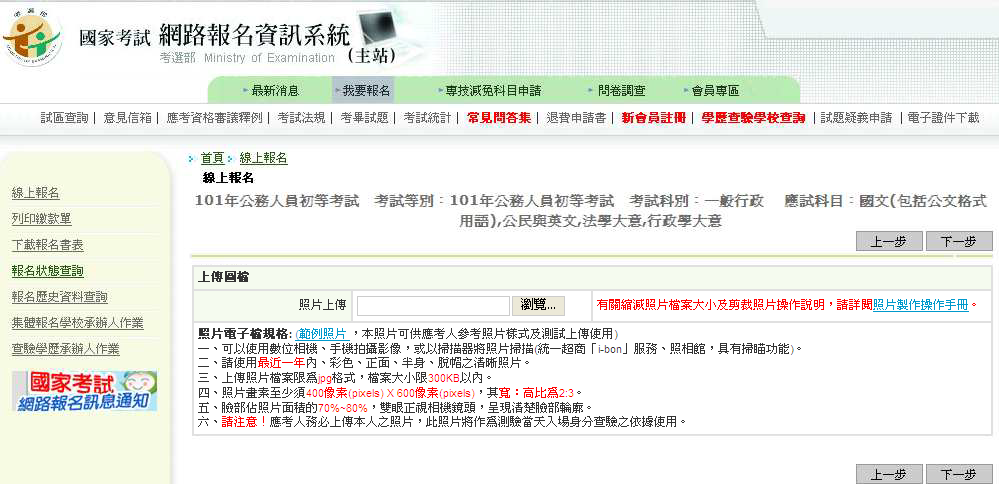 國家考試 網路報名資訊系統
考選部 Ministry of Examination (主站)
最新消息 我要報名 專技減免科目申請 問卷調查 會員專區
試區查詢 | 意見信箱 | 應考資格審議釋例 | 考試法規 | 考畢試題 | 考試統計 | 常見問答集 | 退費申請書 | 新會員註冊 | 學歷查驗學校查詢 | 試題疑義申請 | 電子證件下載
首頁 線上報名
線上報名
101年公務人員初等考試 考試等別：101年公務人員初等考試 考試科別：一般行政 應試科目：國文(包括公文格式
用語),公民與英文,法學大意,行政學大意
上一步 下一步
線上報名
列印繳款單
下載報名書表
報名狀態查詢
報名歷史資料查詢
集體報名學校承辦人作業
查驗學歷承辦人作業
國家考試
網路報名訊息通知
上傳圖檔
照片上傳 瀏覽... 有關縮減照片檔案大小及剪裁照片操作說明，請詳閱照片製作操作手冊。
照片電子檔規格: (範例照片 ，本照片可供應考人參考照片樣式及測試上傳使用)
一、可以使用數位相機、手機拍攝影像，或以掃描器將照片掃描(統一超商「i-bon」服務、照相館，具有掃瞄功能)。
二、請使用最近一年內、彩色、正面、半身、脫帽之清晰照片。
三、上傳照片檔案限為jpg格式，檔案大小限300KB以內。
四、照片畫素至少須400像素(pixels) X 600像素(pixels)，其寬：高比為2:3。
五、臉部佔照片面積的70%~80%，雙眼正視相機鏡頭，呈現清楚臉部輪廓。
六、請注意！應考人務必上傳本人之照片，此照片將作為測驗當天入場身分查驗之依據使用。
上一步 下一步